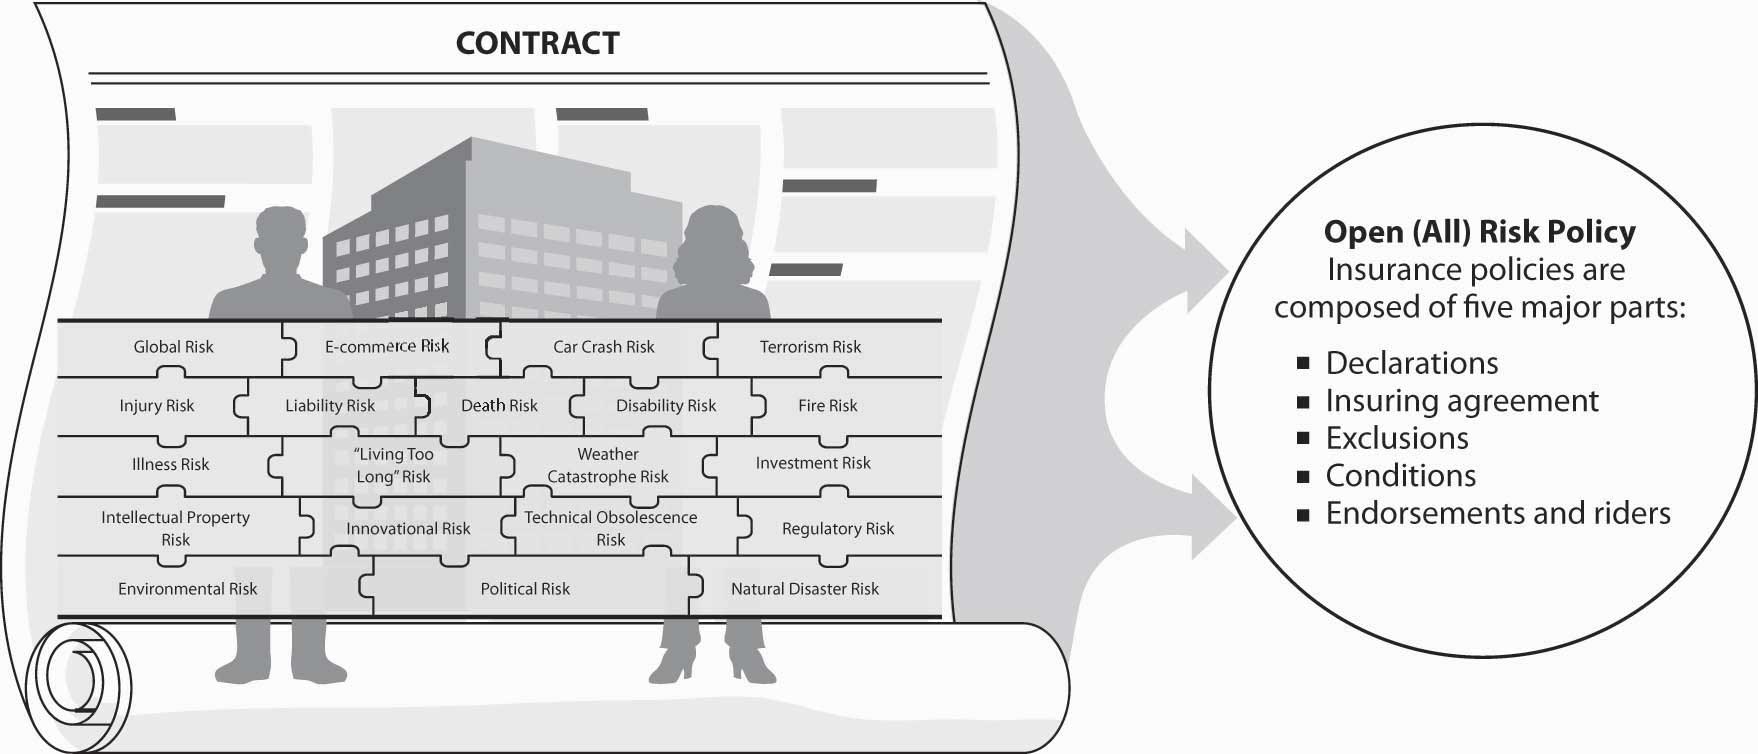 CONTRACT
Global Risk
E-commerce Risk
Car Crash Risk
Terrorism Risk
Injury Risk
Liability Risk
Death Risk
Disability Risk
Fire Risk
Illness Risk
“Living Too
Long” Risk
Weather
Catastrophe Risk
Investment Risk
Intellectual Property
Risk
Innovational Risk
Technical Obsolescence
Risk
Regulatory Risk
Environmental Risk
Political Risk
Natural Disaster Risk
Open (All) Risk Policy
Insurance policies are
composed of five major parts:
■ Declarations
■ Insuring agreement
■ Exclusions
■ Conditions
■ Endorsements and riders